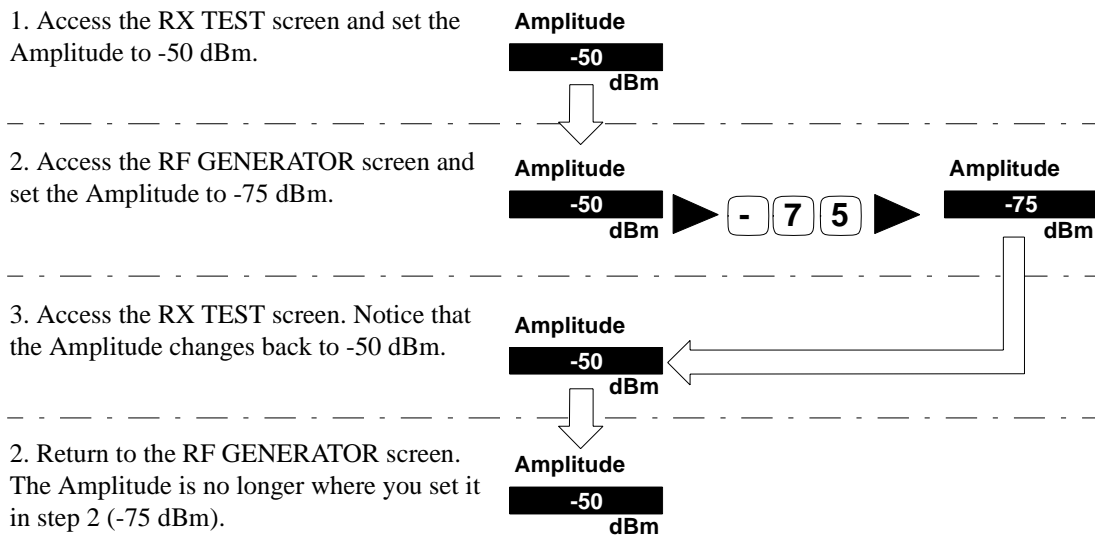 1. Access the RX TEST screen and set the
Amplitude to -50 dBm.
Amplitude
-50
dBm
2. Access the RF GENERATOR screen and
set the Amplitude to -75 dBm.
Amplitude
-50
dBm
- 7 5
Amplitude
-75
dBm
3. Access the RX TEST screen. Notice that
the Amplitude changes back to -50 dBm.
Amplitude
-50
dBm
2. Return to the RF GENERATOR screen.
The Amplitude is no longer where you set it
in step 2 (-75 dBm).
Amplitude
-50
dBm